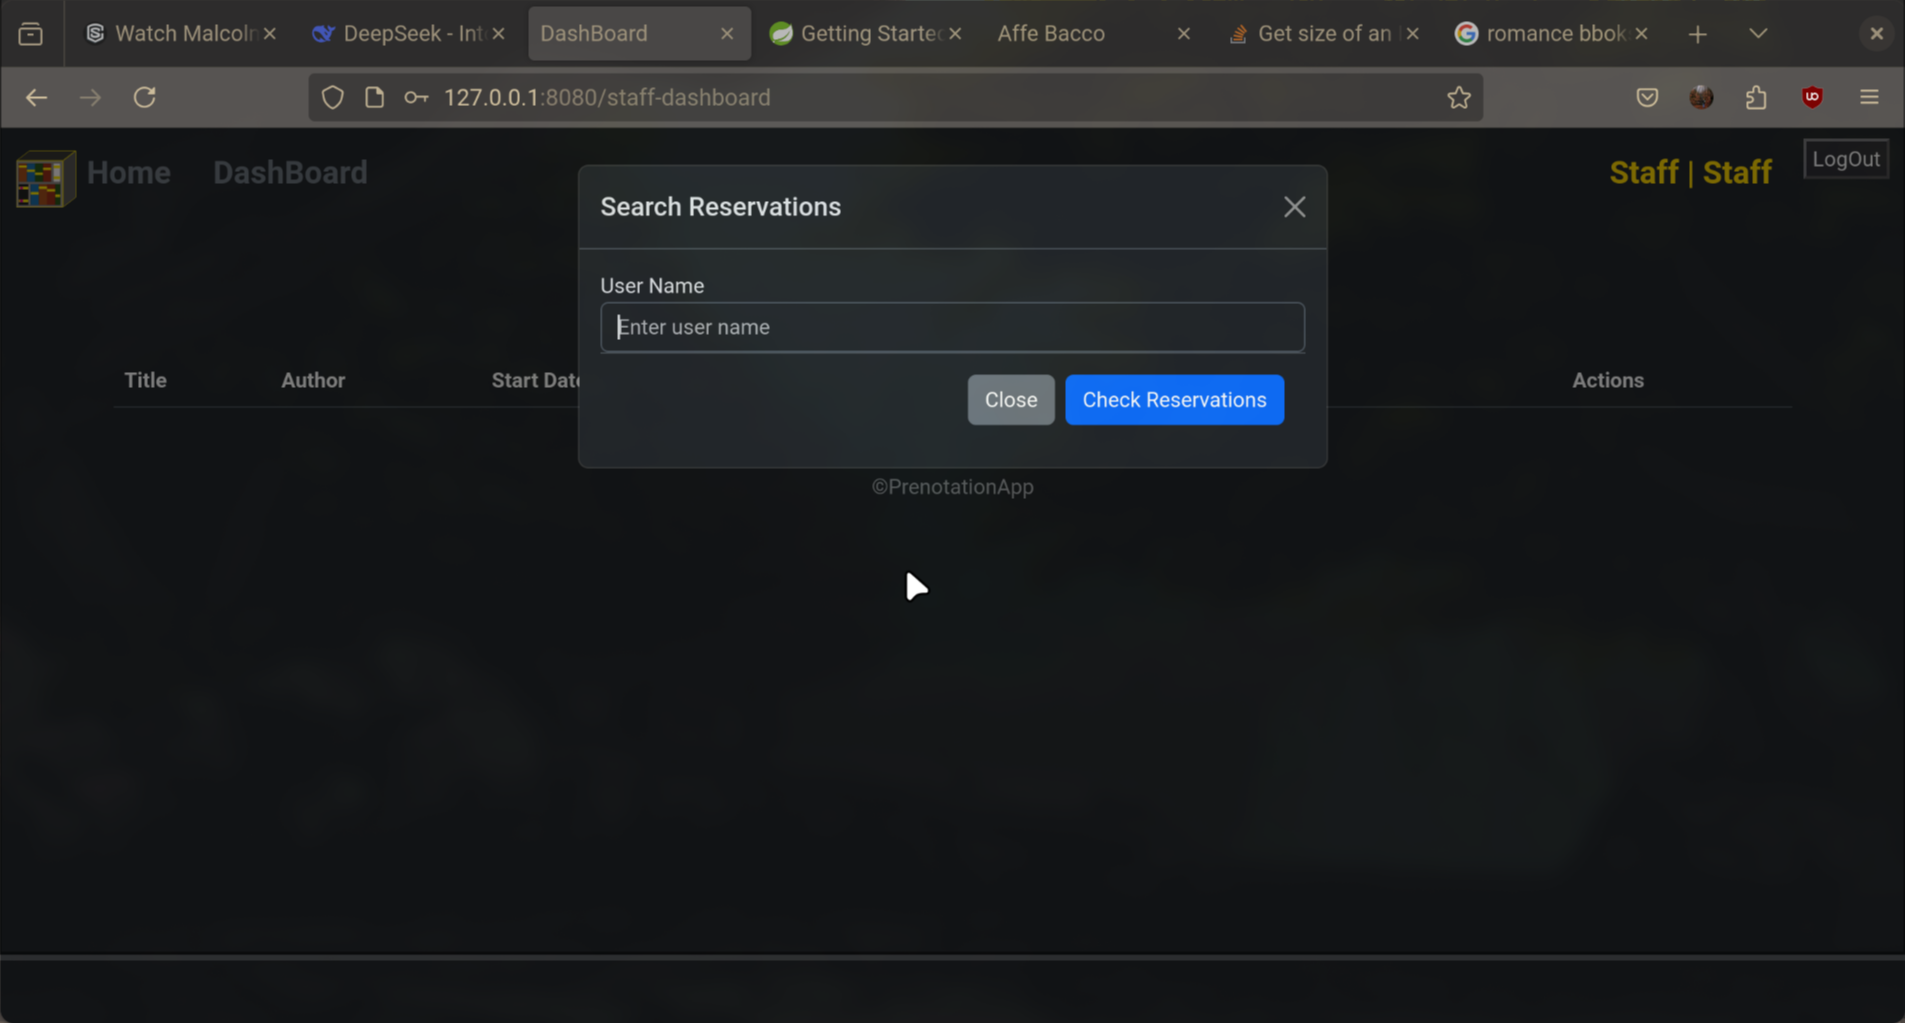 Watch Malcoln
DeepSeek - Int
DashBoard
Getting Starte
Affe Bacco
Get size of an
romance bbok
127.0.0.1:8080/staff-dashboard
Home
DashBoard
Staff | Staff
LogOut
Search Reservations
User Name
Enter user name
Title
Author
Start Date
Actions
Close
Check Reservations
©PrenotationApp